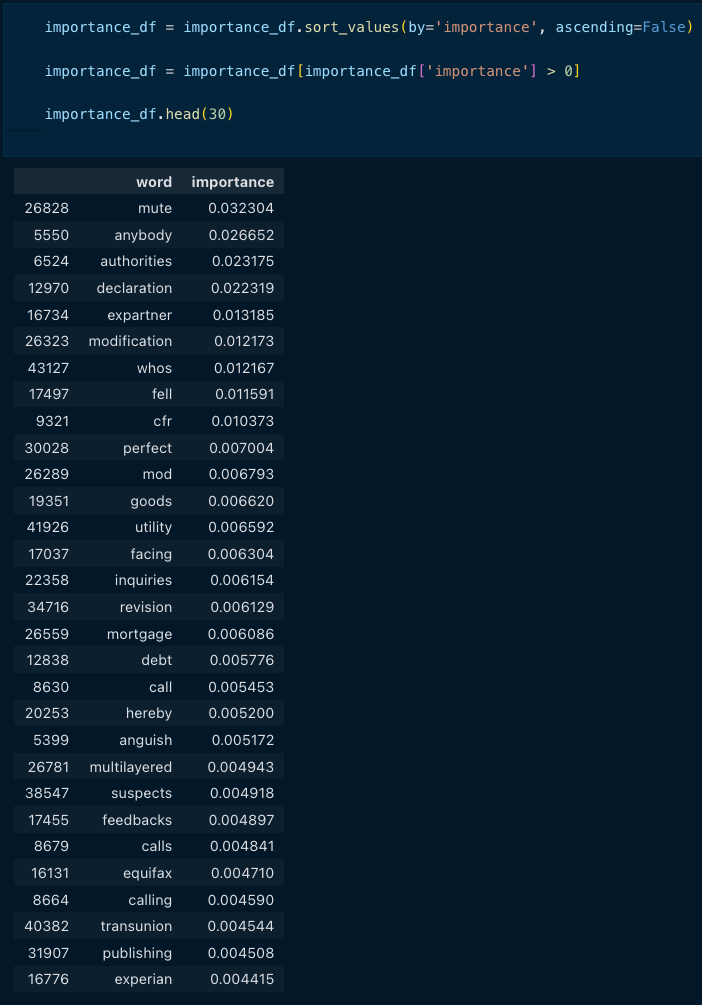 importance_df = importance_df.sort_values(by='importance', ascending=False)
importance_df = importance_df[importance_df['importance'] > 0]
importance_df.head(30)
word importance
26828 mute 0.032304
5550 anybody 0.026652
6524 authorities 0.023175
12970 declaration 0.022319
16734 expartner 0.013185
26323 modification 0.012173
43127 whos 0.012167
17497 fell 0.011591
9321 cfr 0.010373
30028 perfect 0.007004
26289 mod 0.006793
19351 goods 0.006620
41926 utility 0.006592
17037 facing 0.006304
22358 inquiries 0.006154
34716 revision 0.006129
26559 mortgage 0.006086
12838 debt 0.005776
8630 call 0.005453
20253 hereby 0.005200
5399 anguish 0.005172
26781 multilayered 0.004943
38547 suspects 0.004918
17455 feedbacks 0.004897
8679 calls 0.004841
16131 equifax 0.004710
8664 calling 0.004590
40382 transunion 0.004544
31907 publishing 0.004508
16776 experian 0.004415